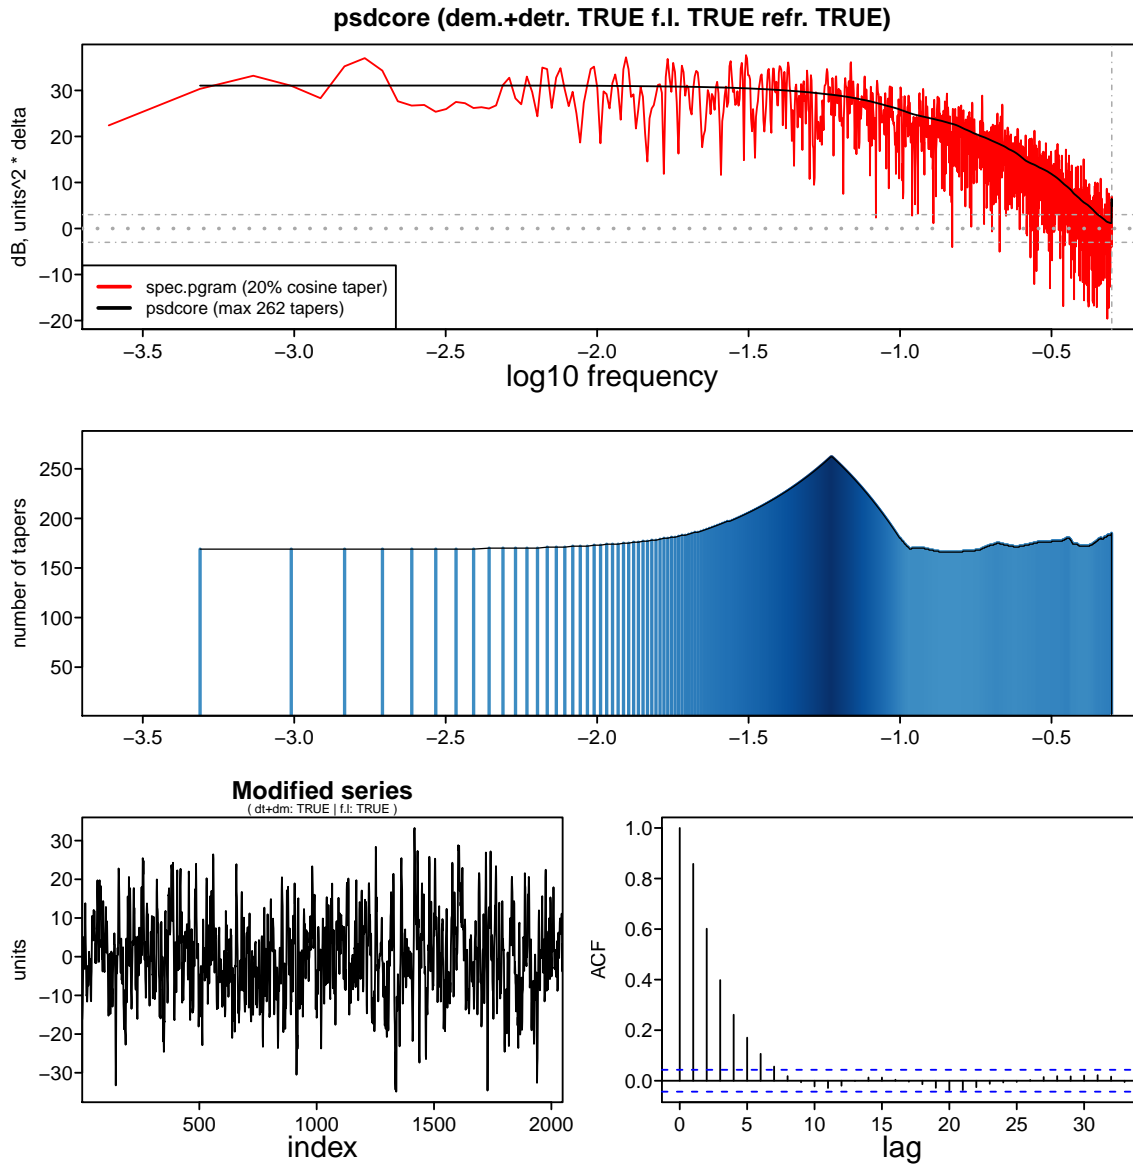 psdcore (dem.+detr. TRUE f.l. TRUE refr. TRUE)
dB, units^2 * delta
30
20
10
0
−10
−20
spec.pgram (20% cosine taper)
psdcore (max 262 tapers)
−3.5 −3.0 −2.5 −2.0 −1.5 −1.0 −0.5
log10 frequency
number of tapers
250
200
150
100
50
−3.5 −3.0 −2.5 −2.0 −1.5 −1.0 −0.5
Modified series
( dt+dm: TRUE | f.l: TRUE )
units
30
20
10
0
−10
−20
−30
500 1000 1500 2000
index
ACF
1.0
0.8
0.6
0.4
0.2
0.0
0 5 10 15 20 25 30
lag